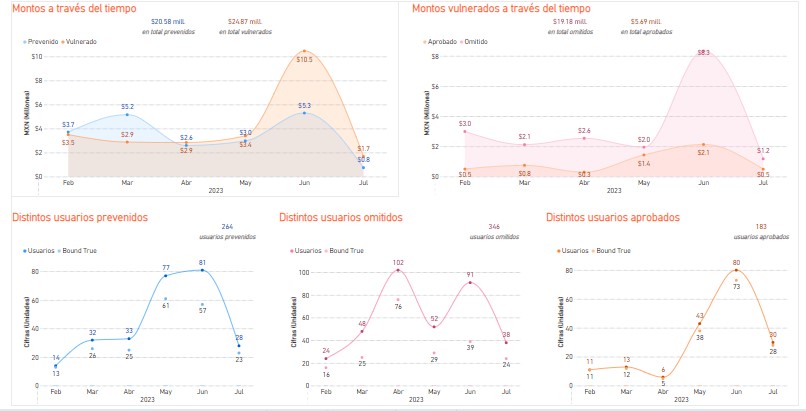 Montos a través del tiempo
$20.58 mill. $24.87 mill.
en total prevenidos en total vulnerados
Prevenido Vulnerado
MXN (Millones)
$10
$8
$6
$4
$2
$0
$3.7 $5.2 $2.6 $3.0 $5.3 $0.8
$3.5 $2.9 $2.9 $3.4 $10.5 $1.7
Feb Mar Abr May Jun Jul
2023
Montos vulnerados a través del tiempo
$19.18 mill. $5.69 mill.
en total omitidos en total aprobados
Aprobado Omitido
MXN (Millones)
$8
$6
$4
$2
$0
$3.0 $2.1 $2.6 $2.0 $8.3 $1.2
$0.5 $0.8 $0.3 $1.4 $2.1 $0.5
Feb Mar Abr May Jun Jul
2023
Distintos usuarios prevenidos
264
usuarios prevenidos
Usuarios Bound True
Cifras (Unidades)
80
60
40
20
0
14 32 33 77 81 28
13 26 25 61 57 23
Feb Mar Abr May Jun Jul
2023
Distintos usuarios omitidos
346
usuarios omitidos
Usuarios Bound True
Cifras (Unidades)
100
80
60
40
20
0
24 48 102 52 91 38
16 25 76 29 39 24
Feb Mar Abr May Jun Jul
2023
Distintos usuarios aprobados
183
usuarios aprobados
Usuarios Bound True
Cifras (Unidades)
80
60
40
20
0
11 13 6 43 80 30
11 12 5 38 73 28
Feb Mar Abr May Jun Jul
2023